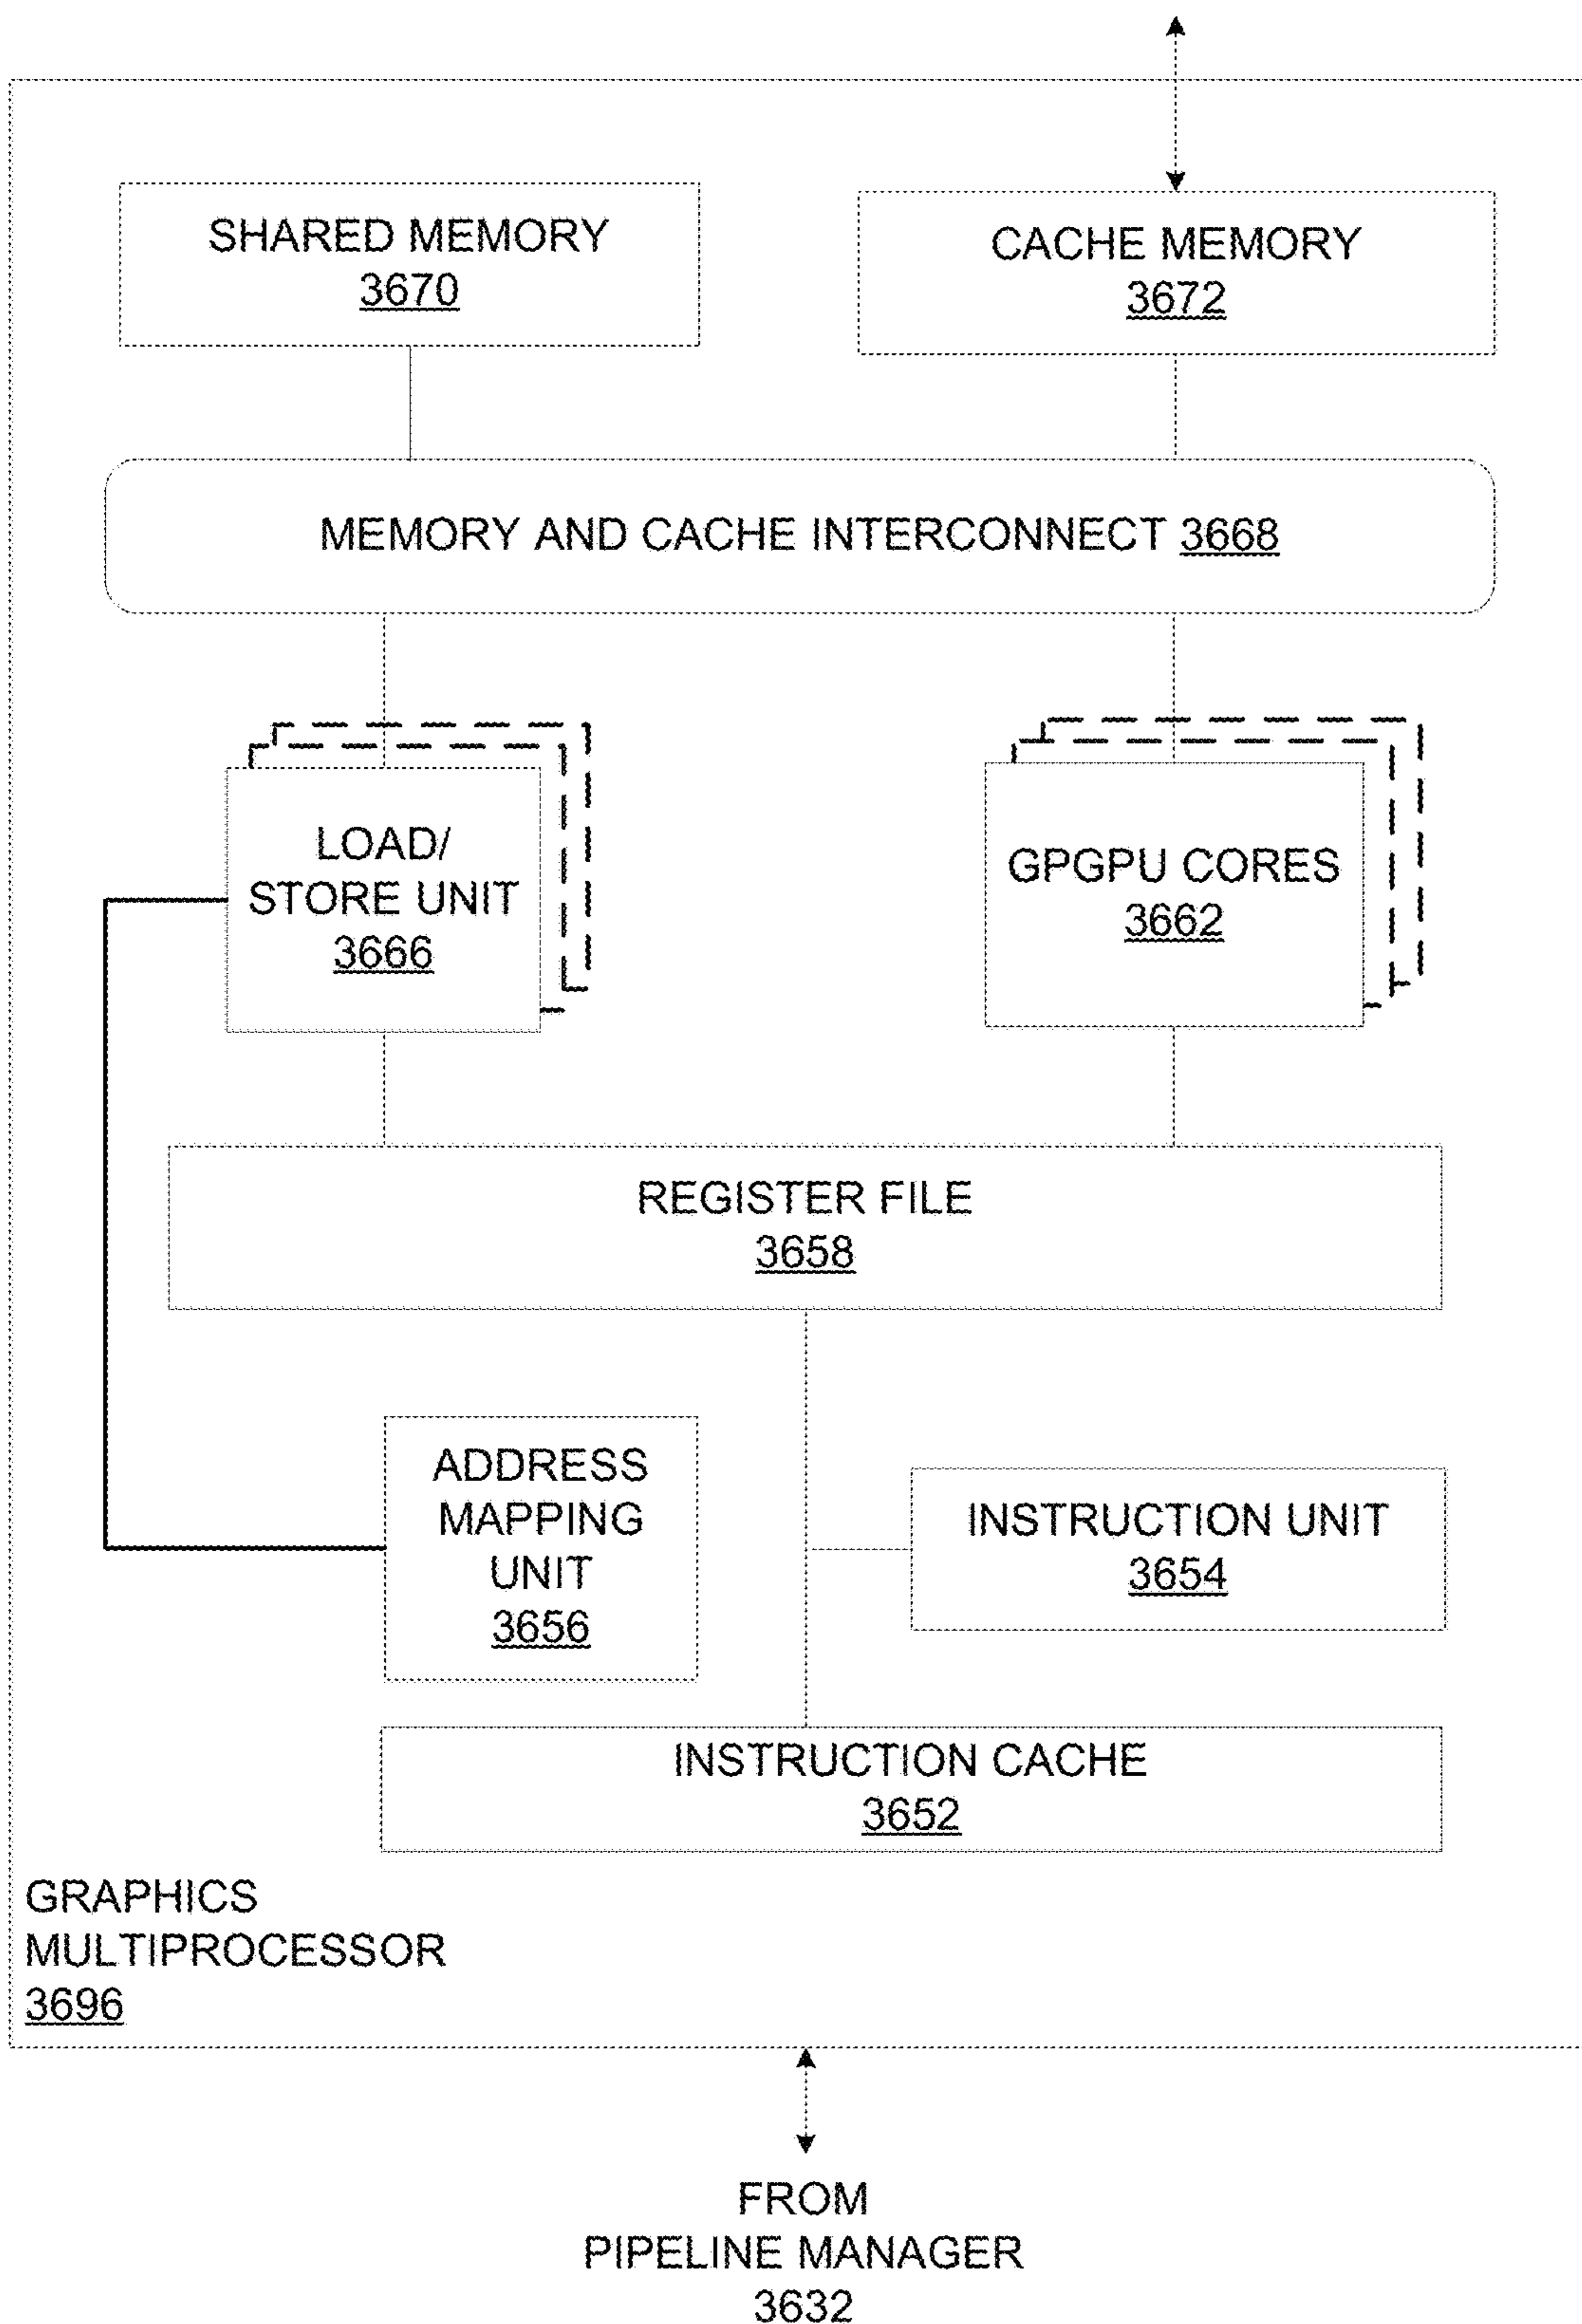 SHARED MEMORY
3670
CACHE MEMORY
3672
MEMORY AND CACHE INTERCONNECT 3668
LOAD/
STORE UNIT
3666
GPGPU CORES
3662
REGISTER FILE
3658
ADDRESS
MAPPING
UNIT
3656
INSTRUCTION UNIT
3654
INSTRUCTION CACHE
3652
GRAPHICS
MULTIPROCESSOR
3696
FROM
PIPELINE MANAGER
3632